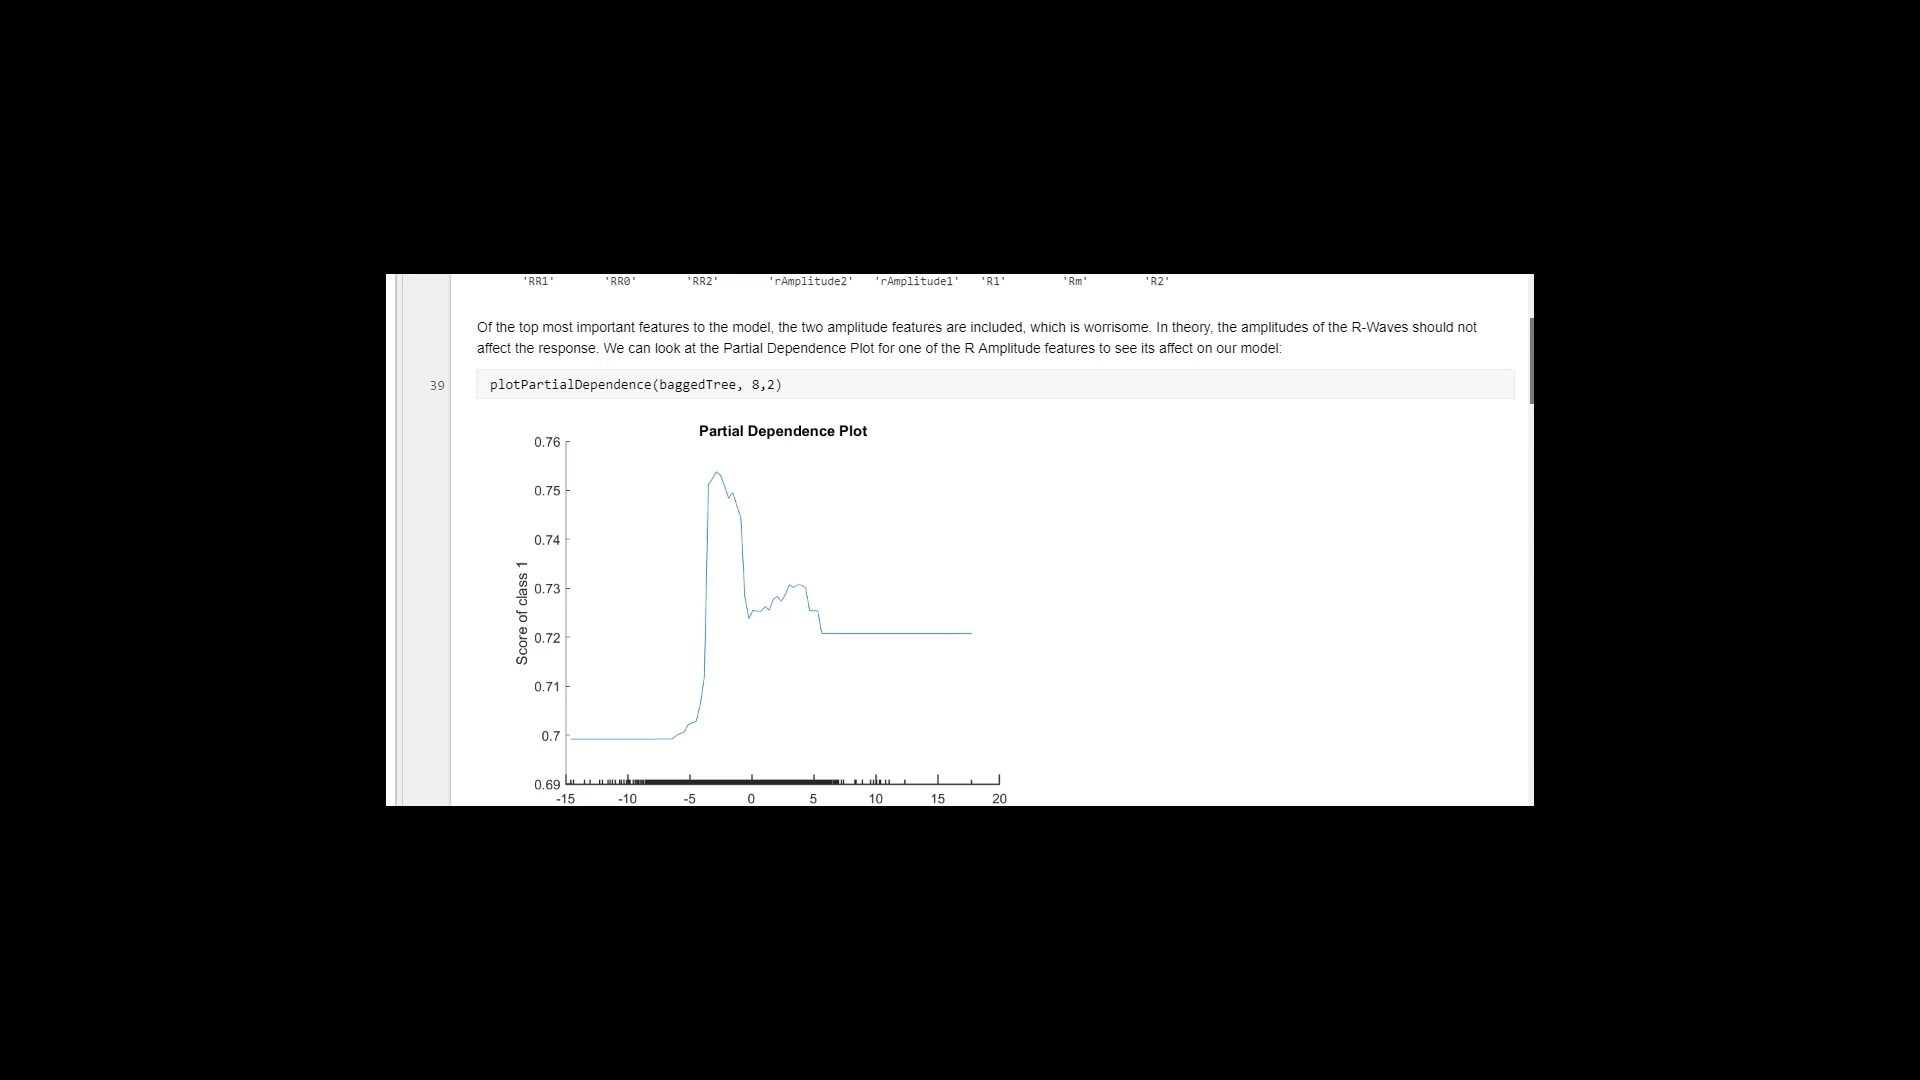 'RR1' 'RR0' 'RR2' 'rAmplitude2' 'rAmplitude1' 'R1' 'Rm' 'R2'
Of the top most important features to the model, the two amplitude features are included, which is worrisome. In theory, the amplitudes of the R-Waves should not
affect the response. We can look at the Partial Dependence Plot for one of the R Amplitude features to see its affect on our model:
39 plotPartialDependence(baggedTree, 8,2)
Partial Dependence Plot
0.76
0.75
0.74
0.73
0.72
0.71
0.7
0.69
Score of class 1
-15 -10 -5 0 5 10 15 20